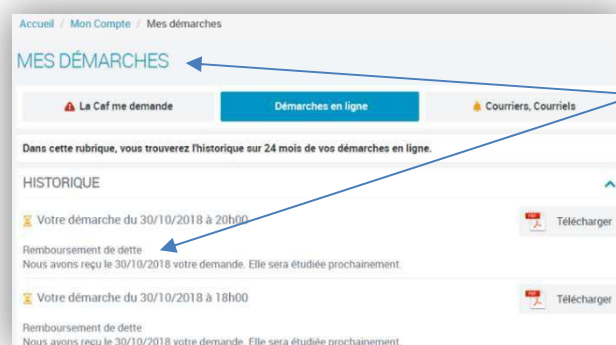 Accueil / Mon Compte / Mes démarches
MES DÉMARCHES
La Caf me demande
Démarches en ligne
Courriers, Courriels
Dans cette rubrique, vous trouverez l'historique sur 24 mois de vos démarches en ligne.
HISTORIQUE
Votre démarche du 30/10/2018 à 20h00
PDF Télécharger
Remboursement de dette
Nous avons reçu le 30/10/2018 votre demande. Elle sera étudiée prochainement.
Votre démarche du 30/10/2018 à 18h00
PDF Télécharger
Remboursement de dette
Nous avons reçu le 30/10/2018 votre demande. Elle sera étudiée prochainement.